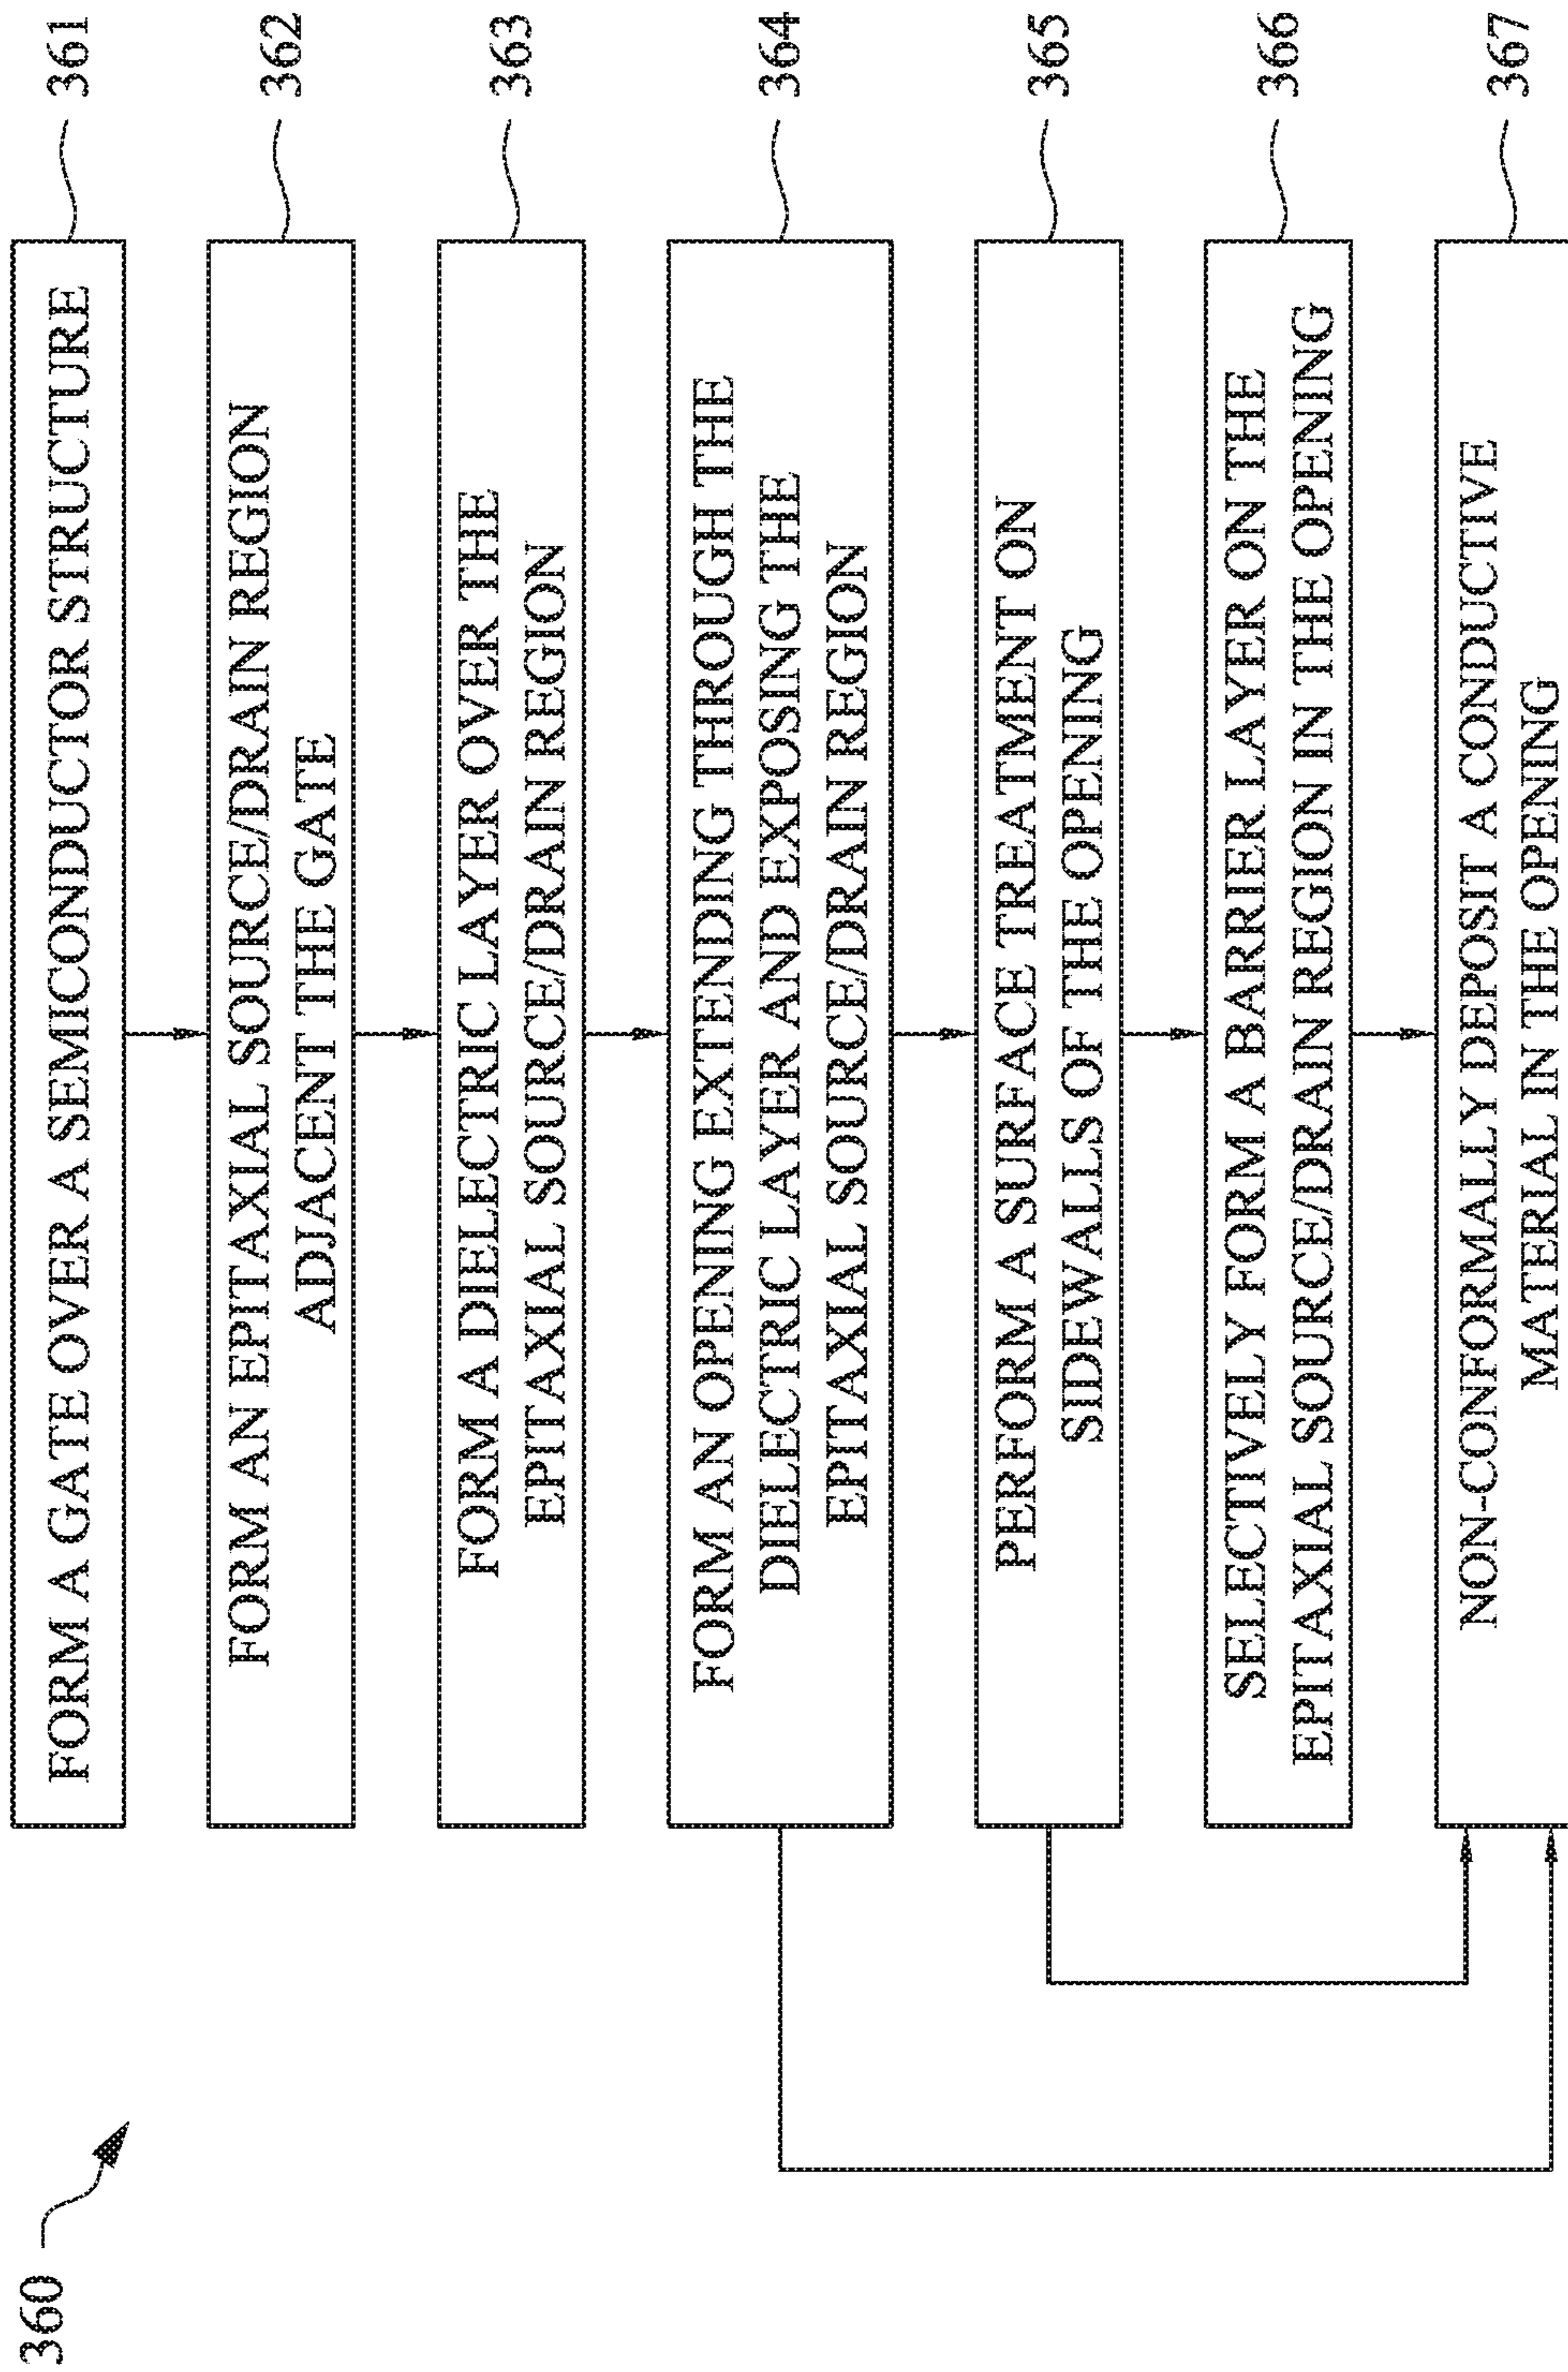 360
FORM A GATE OVER A SEMICONDUCTOR STRUCTURE
361
FORM AN EPITAXIAL SOURCE/DRAIN REGION
ADJACENT THE GATE
362
FORM A DIELECTRIC LAYER OVER THE
EPITAXIAL SOURCE/DRAIN REGION
363
FORM AN OPENING EXTENDING THROUGH THE
DIELECTRIC LAYER AND EXPOSING THE
EPITAXIAL SOURCE/DRAIN REGION
364
PERFORM A SURFACE TREATMENT ON
SIDEWALLS OF THE OPENING
365
SELECTIVELY FORM A BARRIER LAYER ON THE
EPITAXIAL SOURCE/DRAIN REGION IN THE OPENING
366
NON-CONFORMALLY DEPOSIT A CONDUCTIVE
MATERIAL IN THE OPENING
367